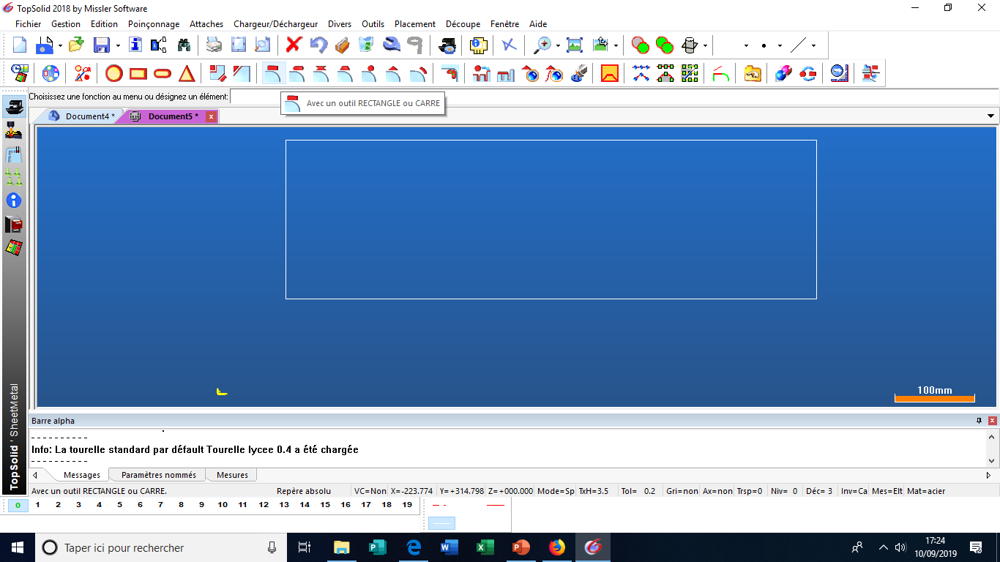 TopSolid 2018 by Missler Software
Fichier Gestion Edition Poinçonnage Attaches Chargeur/Déchargeur Divers Outils Placement Découpe Fenêtre Aide
Choisissez une fonction au menu ou désignez un élément:
Avec un outil RECTANGLE ou CARRE
Document4 * Document5 *
100mm
TopSolid ' SheetMetal
Barre alpha
----------
Info: La tourelle standard par défault Tourelle lycee 0.4 a été chargée
----------
Messages Paramètres nommés Mesures
Avec un outil RECTANGLE ou CARRE. Repère absolu VC=Non X=-223.774 Y=+314.798 Z=+000.000 Mode=Sp TxH=3.5 Tol= 0.2 Gri=non Ax=non Trsp=0 Niv= 0 Déc= 3 Inv=Ca Mes=Elt Mat=acier
0 1 2 3 4 5 6 7 8 9 10 11 12 13 14 15 16 17 18 19
Taper ici pour rechercher
17:24
10/09/2019